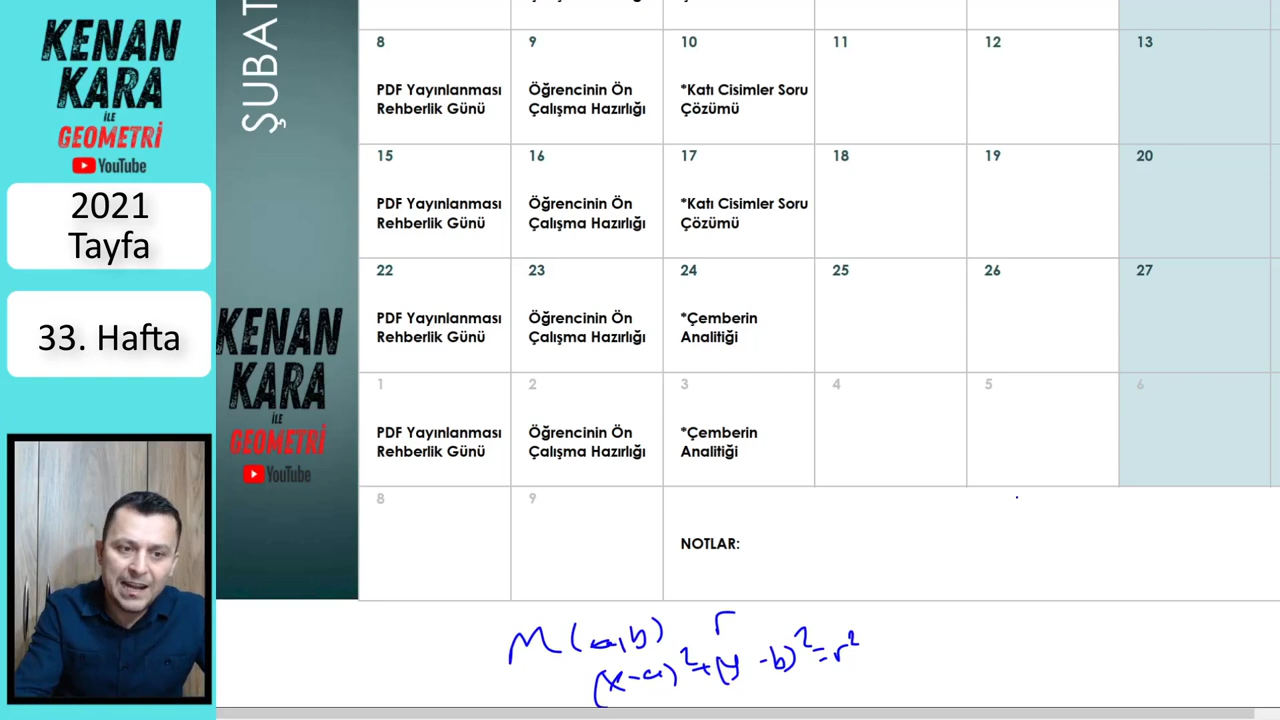 KENAN
KARA
İLE
GEOMETRİ
YouTube
2021
Tayfa
33. Hafta
ŞUBAT
KENAN
KARA
İLE
GEOMETRİ
YouTube
8
9
10
11
12
13
PDF Yayınlanması
Rehberlik Günü
Öğrencinin Ön
Çalışma Hazırlığı
*Katı Cisimler Soru
Çözümü
15
16
17
18
19
20
PDF Yayınlanması
Rehberlik Günü
Öğrencinin Ön
Çalışma Hazırlığı
*Katı Cisimler Soru
Çözümü
22
23
24
25
26
27
PDF Yayınlanması
Rehberlik Günü
Öğrencinin Ön
Çalışma Hazırlığı
*Çemberin
Analitiği
1
2
3
4
5
6
PDF Yayınlanması
Rehberlik Günü
Öğrencinin Ön
Çalışma Hazırlığı
*Çemberin
Analitiği
8
9
NOTLAR:
M(a,b) r
(x-a)²+(y-b)²=r²